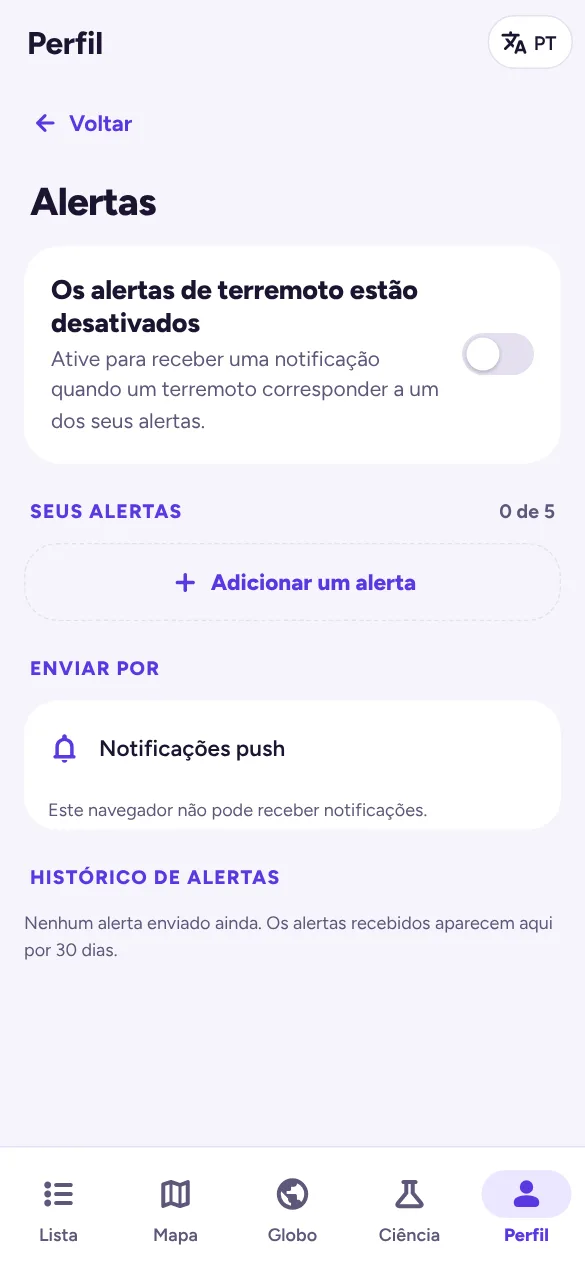 Perfil
PT
Voltar
Alertas
Os alertas de terremoto estão
desativados
Ative para receber uma notificação
quando um terremoto corresponder a um
dos seus alertas.
SEUS ALERTAS
0 de 5
Adicionar um alerta
ENVIAR POR
Notificações push
Este navegador não pode receber notificações.
HISTÓRICO DE ALERTAS
Nenhum alerta enviado ainda. Os alertas recebidos aparecem aqui
por 30 dias.
Lista
Mapa
Globo
Ciência
Perfil